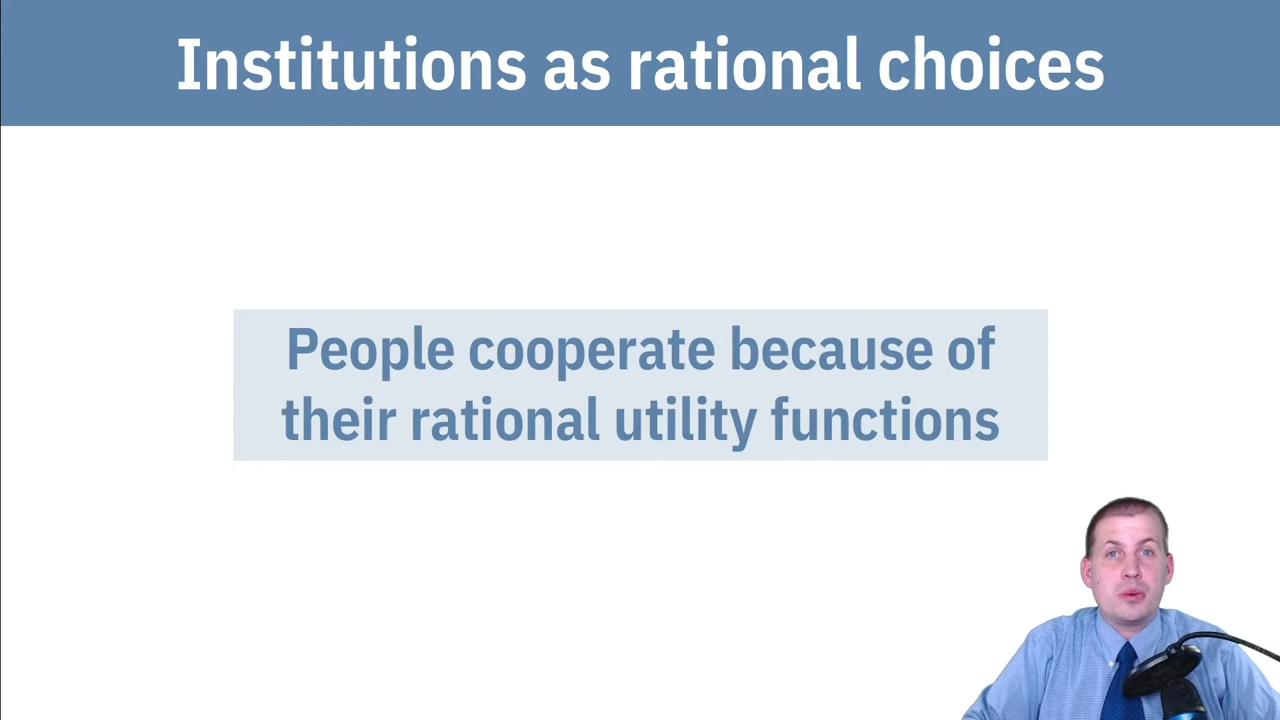 Institutions as rational choices
People cooperate because of
their rational utility functions